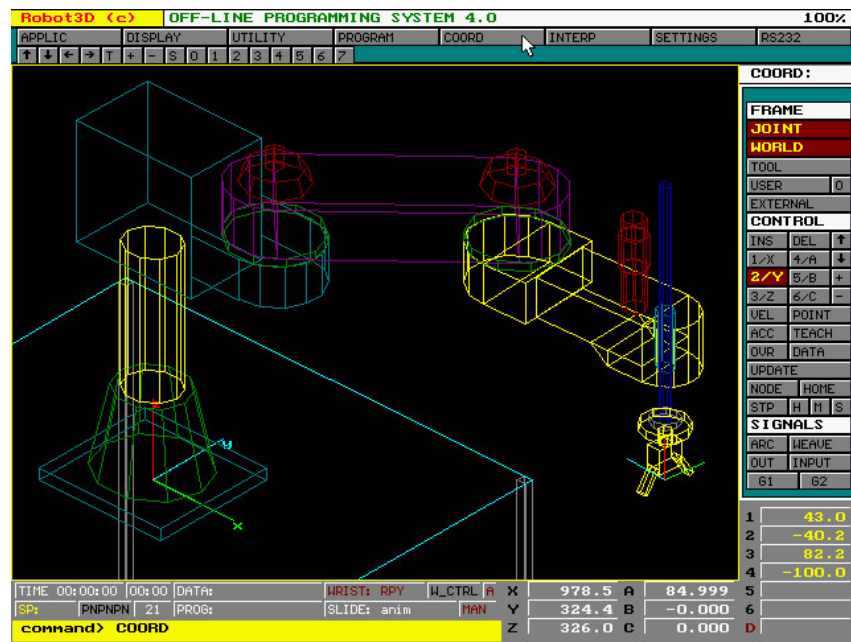 Robot3D (c) OFF-LINE PROGRAMMING SYSTEM 4.0 100%
APPLIC DISPLAY UTILITY PROGRAM COORD INTERP SETTINGS RS232
↑ ↓ ← → T + - S 0 1 2 3 4 5 6 7
COORD:
FRAME
JOINT
WORLD
TOOL
USER 0
EXTERNAL
CONTROL
INS DEL ↑
1/X 4/A ↓
2/Y 5/B +
3/Z 6/C -
VEL POINT
ACC TEACH
OVR DATA
UPDATE
NODE HOME
STP H M S
SIGNALS
ARC WEAVE
OUT INPUT
G1 G2
z
y
x
1 43.0
2 -40.2
3 82.2
4 -100.0
5
6
D
TIME 00:00:00 00:00 DATA: WRIST: RPY W_CTRL A X 978.5 A 84.999
SP: PNPNPN 21 PROG: SLIDE: anim MAN Y 324.4 B -0.000
command> COORD Z 326.0 C 0.000